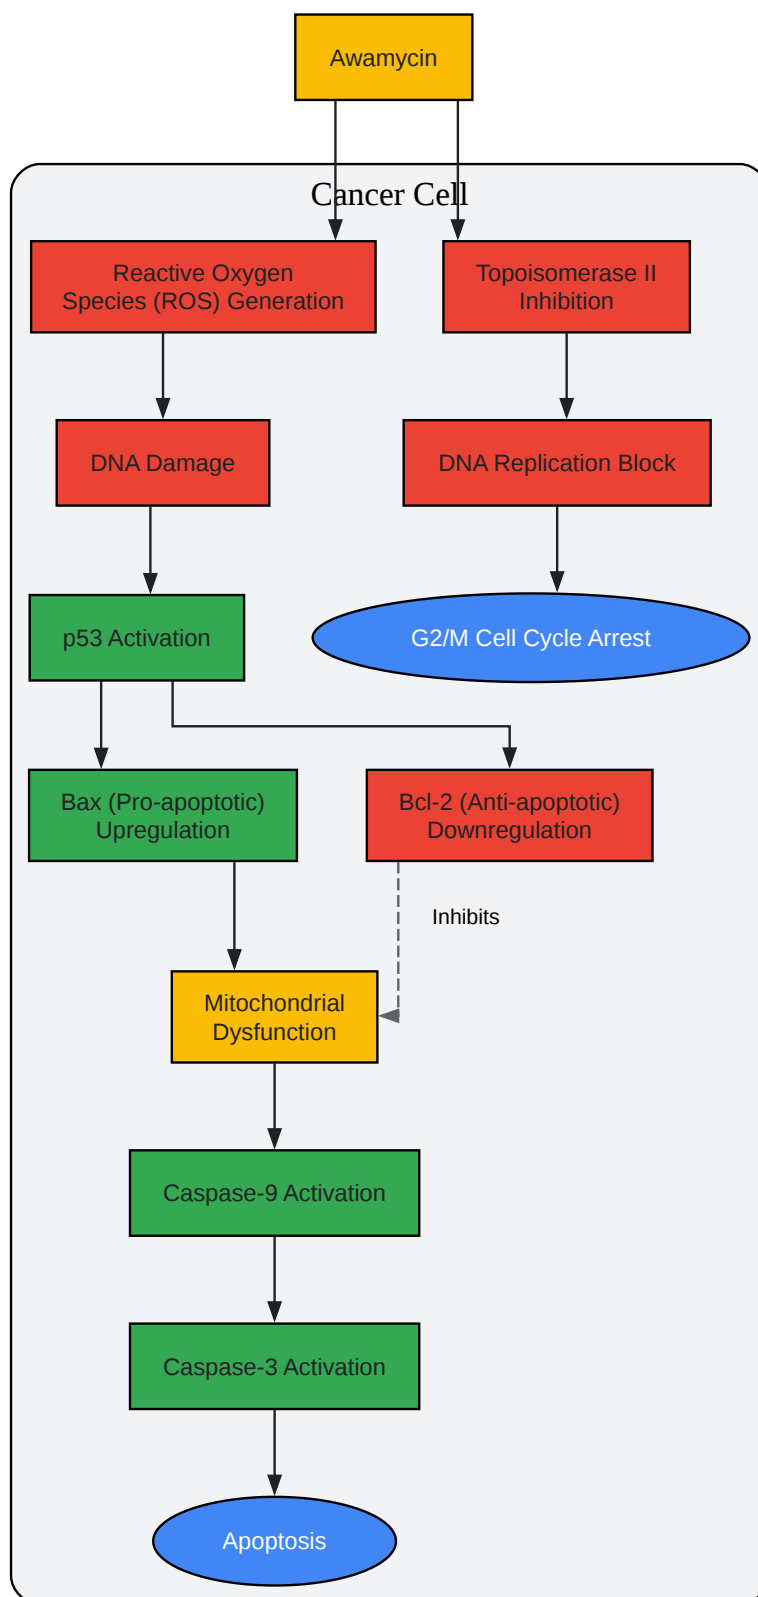 Awamycin
Cancer Cell
Reactive Oxygen
Species (ROS) Generation
Topoisomerase II
Inhibition
DNA Damage
DNA Replication Block
p53 Activation
G2/M Cell Cycle Arrest
Bax (Pro-apoptotic)
Upregulation
Bcl-2 (Anti-apoptotic)
Downregulation
Inhibits
Mitochondrial
Dysfunction
Caspase-9 Activation
Caspase-3 Activation
Apoptosis